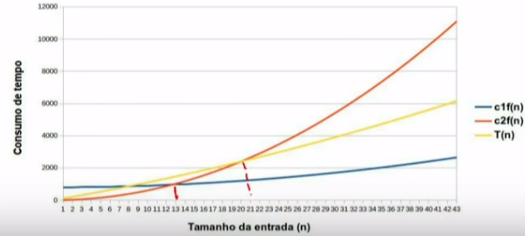 12000
10000
8000
6000
4000
2000
0
Consumo de tempo
1 2 3 4 5 6 7 8 9 10 11 12 13 14 15 16 17 18 19 20 21 22 23 24 25 26 27 28 29 30 31 32 33 34 35 36 37 38 39 40 41 42 43
Tamanho da entrada (n)
c1f(n)
c2f(n)
T(n)